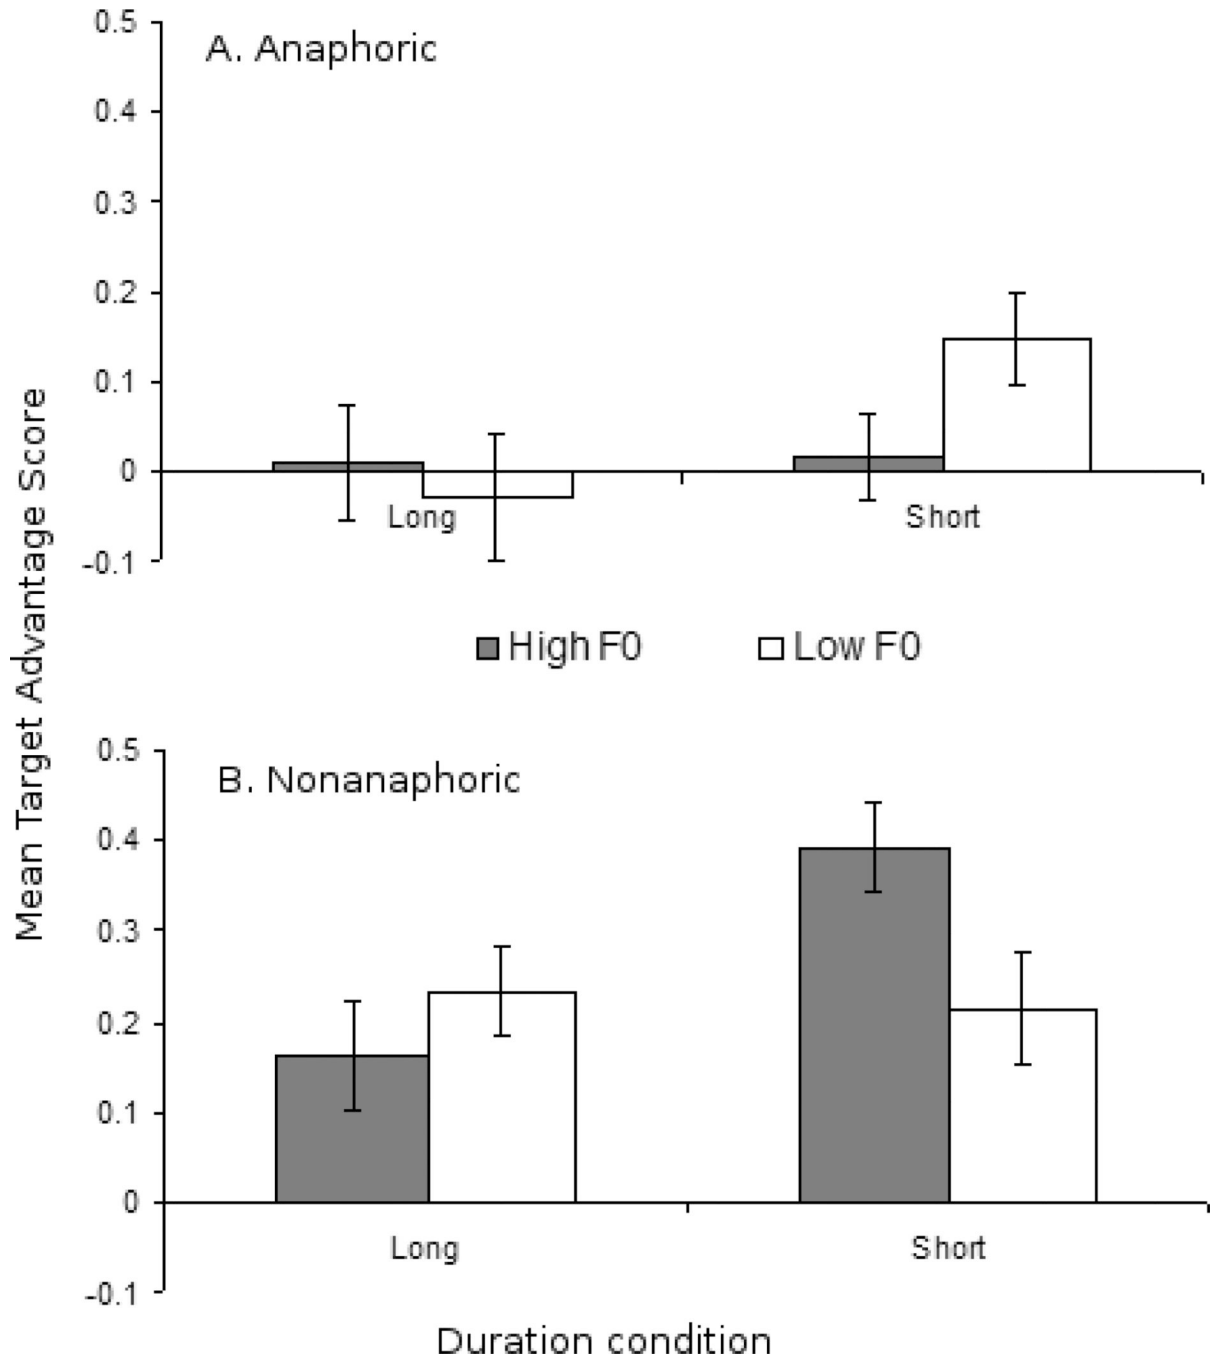 0.5
A. Anaphoric
0.4
0.3
0.2
0.1
0
-0.1
Long
Short
High F0
Low F0
Mean Target Advantage Score
0.5
B. Nonanaphoric
0.4
0.3
0.2
0.1
0
-0.1
Long
Short
Duration condition